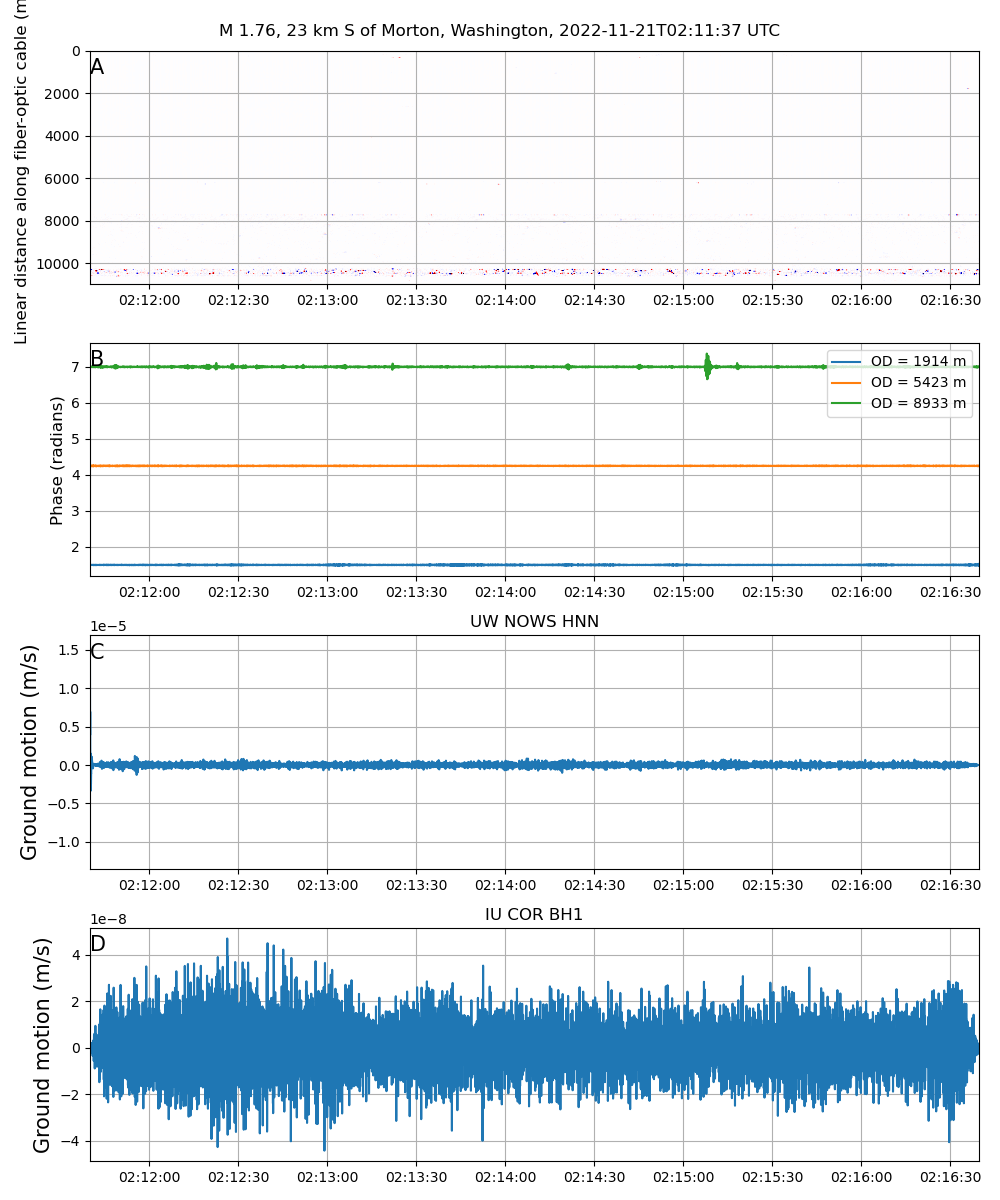 M 1.76, 23 km S of Morton, Washington, 2022-11-21T02:11:37 UTC
Linear distance along fiber-optic cable (m
A
0
2000
4000
6000
8000
10000
02:12:00 02:12:30 02:13:00 02:13:30 02:14:00 02:14:30 02:15:00 02:15:30 02:16:00 02:16:30
Phase (radians)
B
7
6
5
4
3
2
OD = 1914 m
OD = 5423 m
OD = 8933 m
02:12:00 02:12:30 02:13:00 02:13:30 02:14:00 02:14:30 02:15:00 02:15:30 02:16:00 02:16:30
UW NOWS HNN
1e−5
Ground motion (m/s)
C
1.5
1.0
0.5
0.0
−0.5
−1.0
02:12:00 02:12:30 02:13:00 02:13:30 02:14:00 02:14:30 02:15:00 02:15:30 02:16:00 02:16:30
IU COR BH1
1e−8
Ground motion (m/s)
D
4
2
0
−2
−4
02:12:00 02:12:30 02:13:00 02:13:30 02:14:00 02:14:30 02:15:00 02:15:30 02:16:00 02:16:30